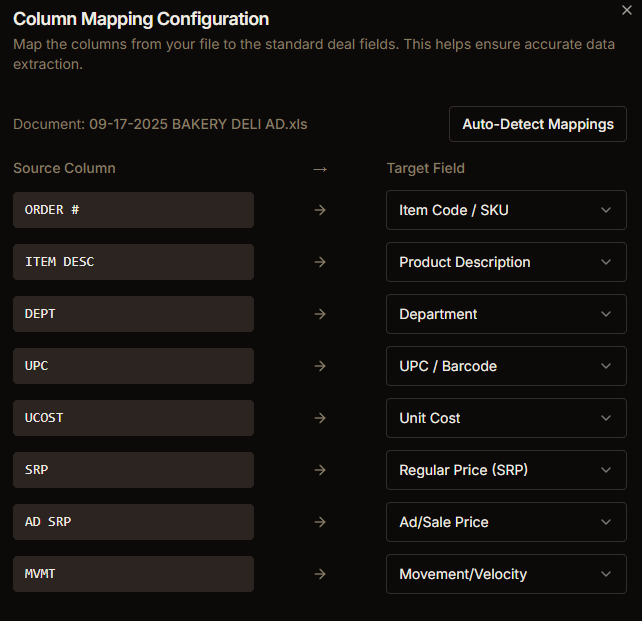 Column Mapping Configuration
Map the columns from your file to the standard deal fields. This helps ensure accurate data
extraction.
Document: 09-17-2025 BAKERY DELI AD.xls
Auto-Detect Mappings
Source Column → Target Field
ORDER # → Item Code / SKU
ITEM DESC → Product Description
DEPT → Department
UPC → UPC / Barcode
UCOST → Unit Cost
SRP → Regular Price (SRP)
AD SRP → Ad/Sale Price
MVMT → Movement/Velocity